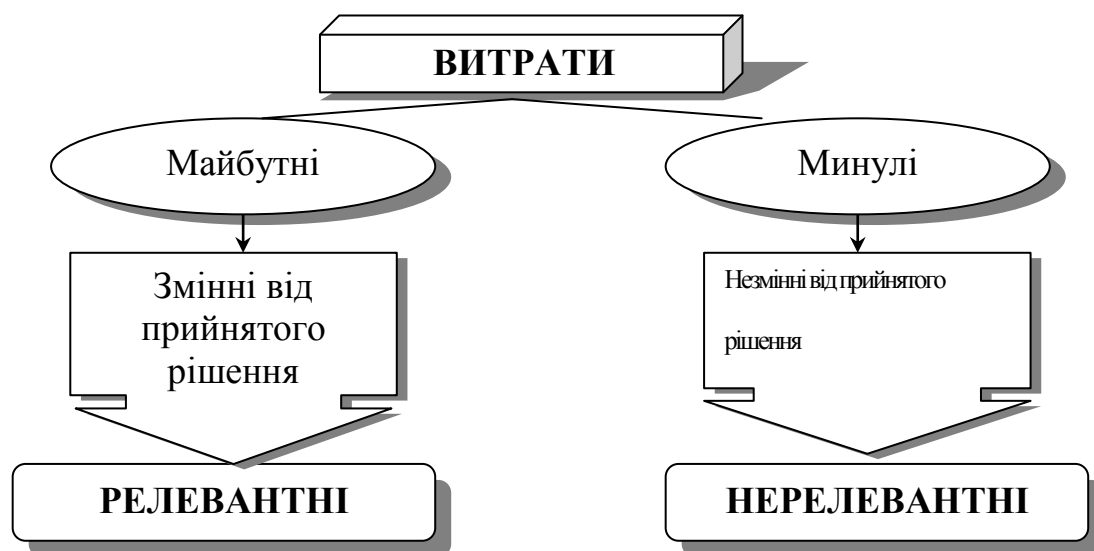 ВИТРАТИ
Майбутні
Минулі
Змінні від
прийнятого
рішення
Незмінні від прийнятого
рішення
РЕЛЕВАНТНІ
НЕРЕЛЕВАНТНІ